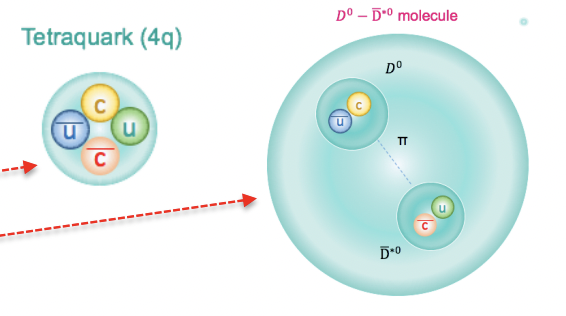 Tetraquark (4q)
c
u̅
u
c̅
D⁰ − D̅*⁰ molecule
D⁰
c
u̅
π
u
c̅
D̅*⁰